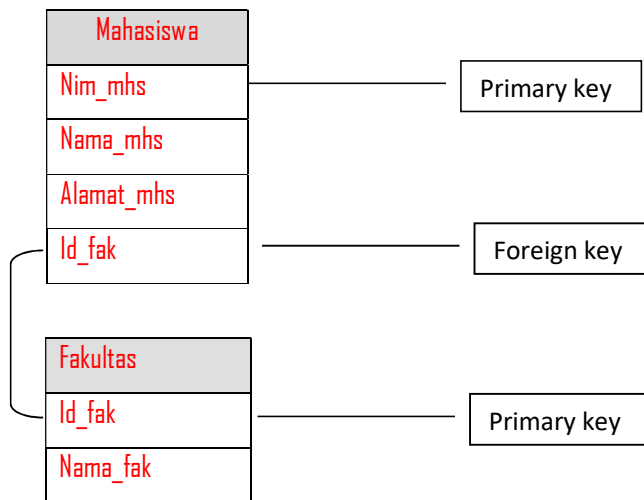 Mahasiswa
Nim_mhs
Primary key
Nama_mhs
Alamat_mhs
Id_fak
Foreign key
Fakultas
Id_fak
Primary key
Nama_fak